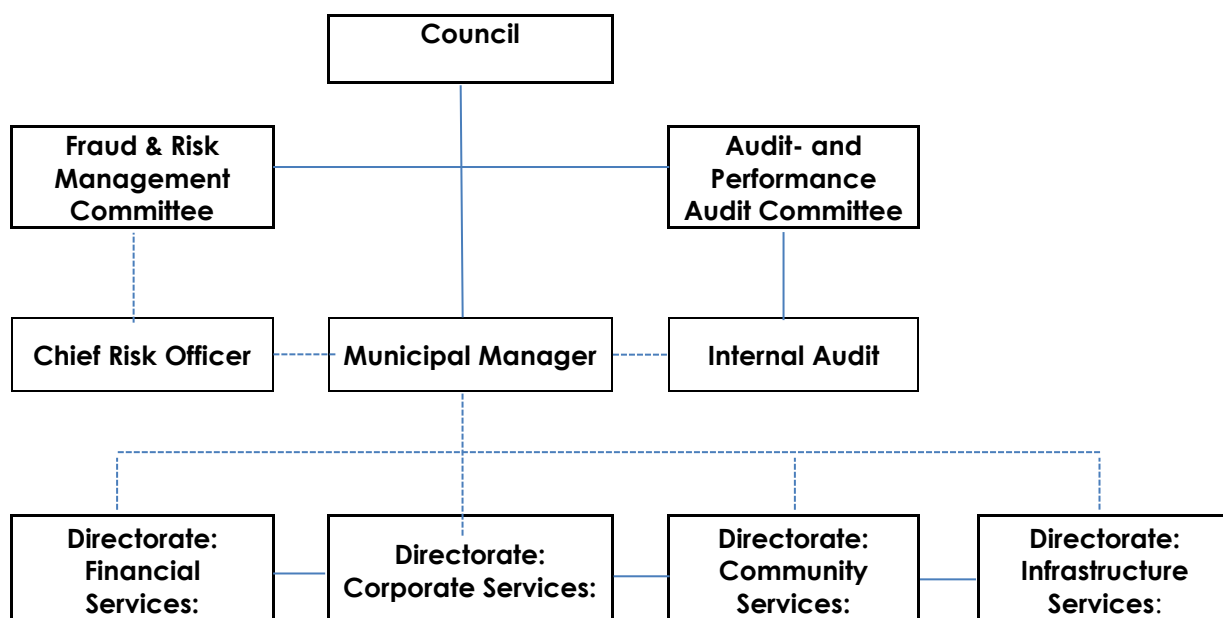 Council
Fraud & Risk
Management
Committee
Audit- and
Performance
Audit Committee
Chief Risk Officer
Municipal Manager
Internal Audit
Directorate:
Financial
Services:
Directorate:
Corporate Services:
Directorate:
Community
Services:
Directorate:
Infrastructure
Services: